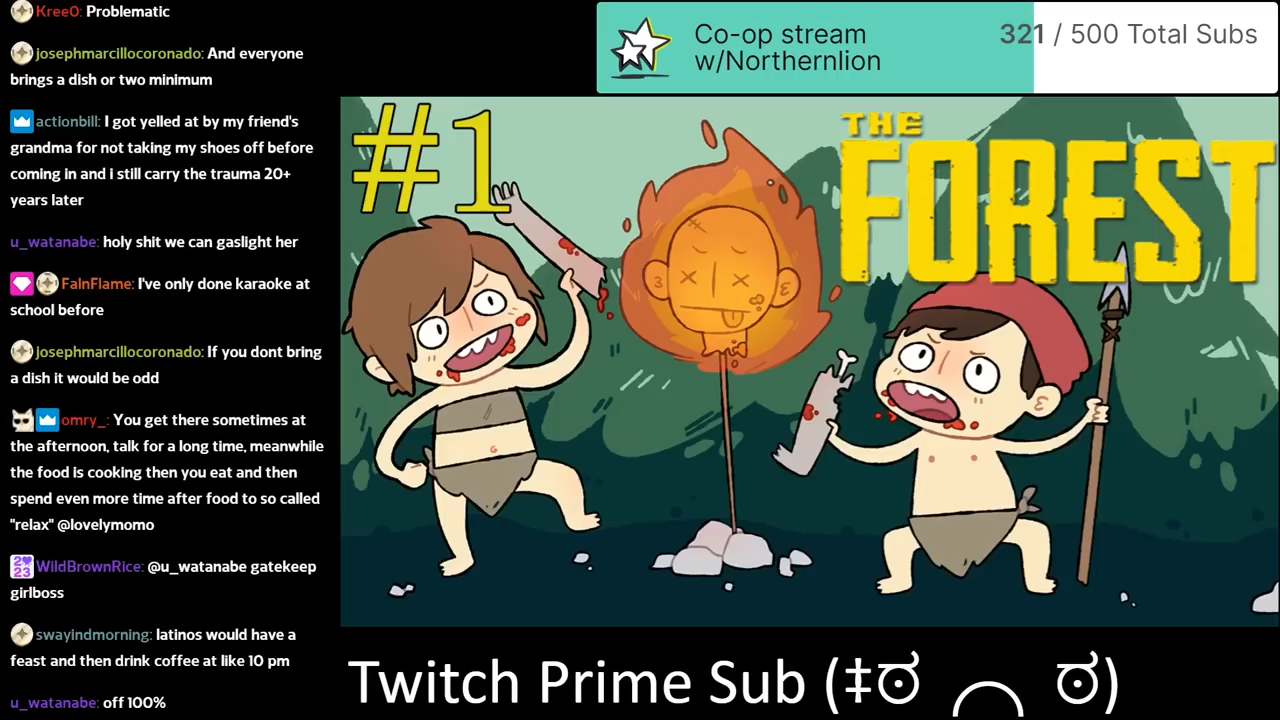 KreeO: Problematic
josephmarcillocoronado: And everyone
brings a dish or two minimum
actionbill: I got yelled at by my friend's
grandma for not taking my shoes off before
coming in and i still carry the trauma 20+
years later
u_watanabe: holy shit we can gaslight her
FalnFlame: I've only done karaoke at
school before
josephmarcillocoronado: If you dont bring
a dish it would be odd
omry_: You get there sometimes at
the afternoon, talk for a long time, meanwhile
the food is cooking then you eat and then
spend even more time after food to so called
"relax" @lovelymomo
2023 WildBrownRice: @u_watanabe gatekeep
girlboss
swayindmorning: latinos would have a
feast and then drink coffee at like 10 pm
u_watanabe: off 100%
Co-op stream
w/Northernlion
321 / 500 Total Subs
#1
THE
FOREST
Twitch Prime Sub (‡ಠ ╭╮ ಠ)